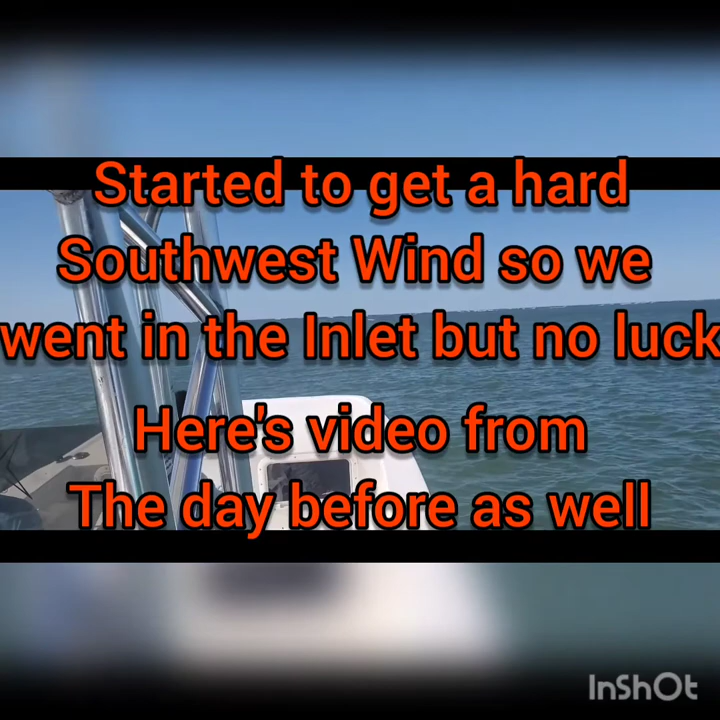 Started to get a hard
Southwest Wind so we
went in the Inlet but no luck
Here's video from
The day before as well
InShOt